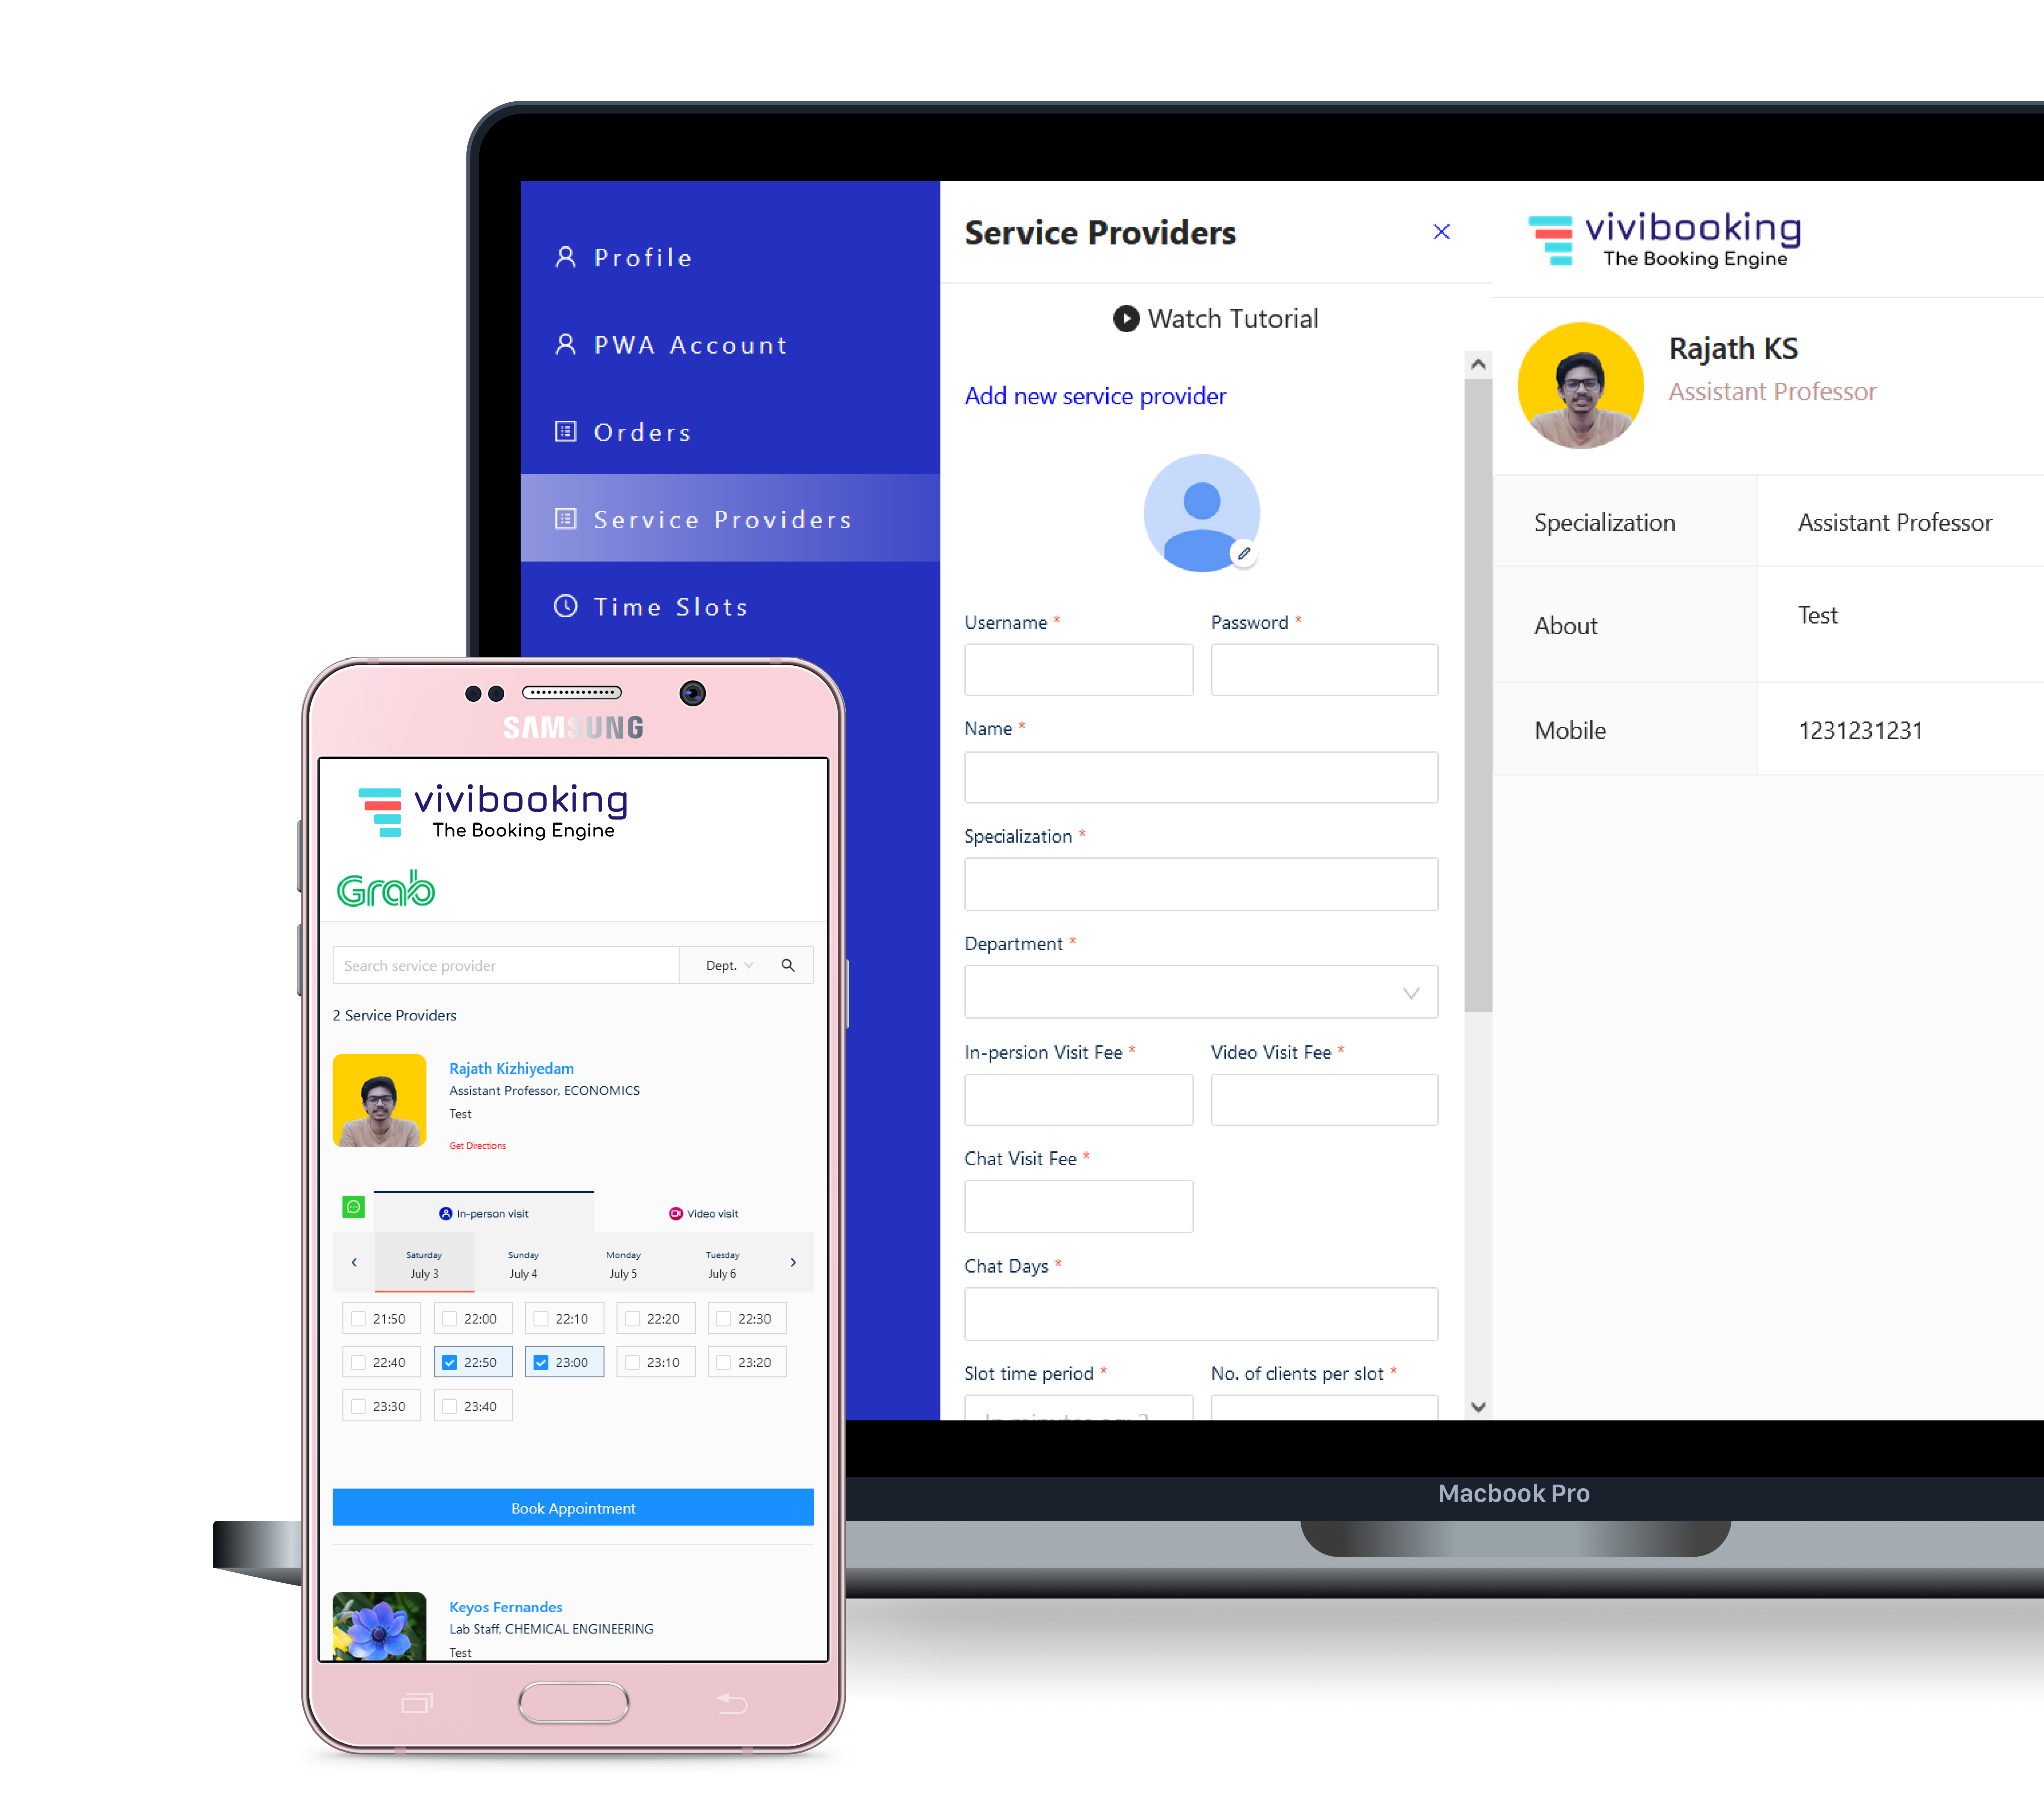 Profile
PWA Account
Orders
Service Providers
Time Slots
Service Providers
Watch Tutorial
Add new service provider
Username *
Password *
Name *
Specialization *
Department *
In-persion Visit Fee *
Video Visit Fee *
Chat Visit Fee *
Chat Days *
Slot time period *
No. of clients per slot *
vivibooking
The Booking Engine
Rajath KS
Assistant Professor
Specialization
Assistant Professor
About
Test
Mobile
1231231231
Macbook Pro
SAMSUNG
vivibooking
The Booking Engine
Grab
Search service provider
Dept.
2 Service Providers
Rajath Kizhiyedam
Assistant Professor, ECONOMICS
Test
Get Directions
In-person visit
Video visit
Saturday
July 3
Sunday
July 4
Monday
July 5
Tuesday
July 6
21:50 22:00 22:10 22:20 22:30
22:40 22:50 23:00 23:10 23:20
23:30 23:40
Book Appointment
Keyos Fernandes
Lab Staff, CHEMICAL ENGINEERING
Test